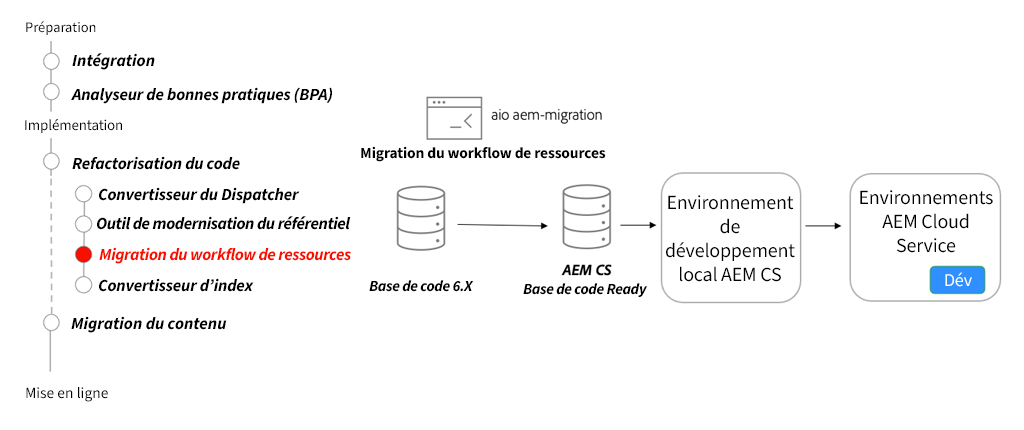 Préparation
Intégration
Analyseur de bonnes pratiques (BPA)
Implémentation
Refactorisation du code
Convertisseur du Dispatcher
Outil de modernisation du référentiel
Migration du workflow de ressources
Convertisseur d’index
Migration du contenu
Mise en ligne
aio aem-migration
Migration du workflow de ressources
Base de code 6.X
AEM CS
Base de code Ready
Environnement
de
développement
local AEM CS
Environnements
AEM Cloud
Service
Dév